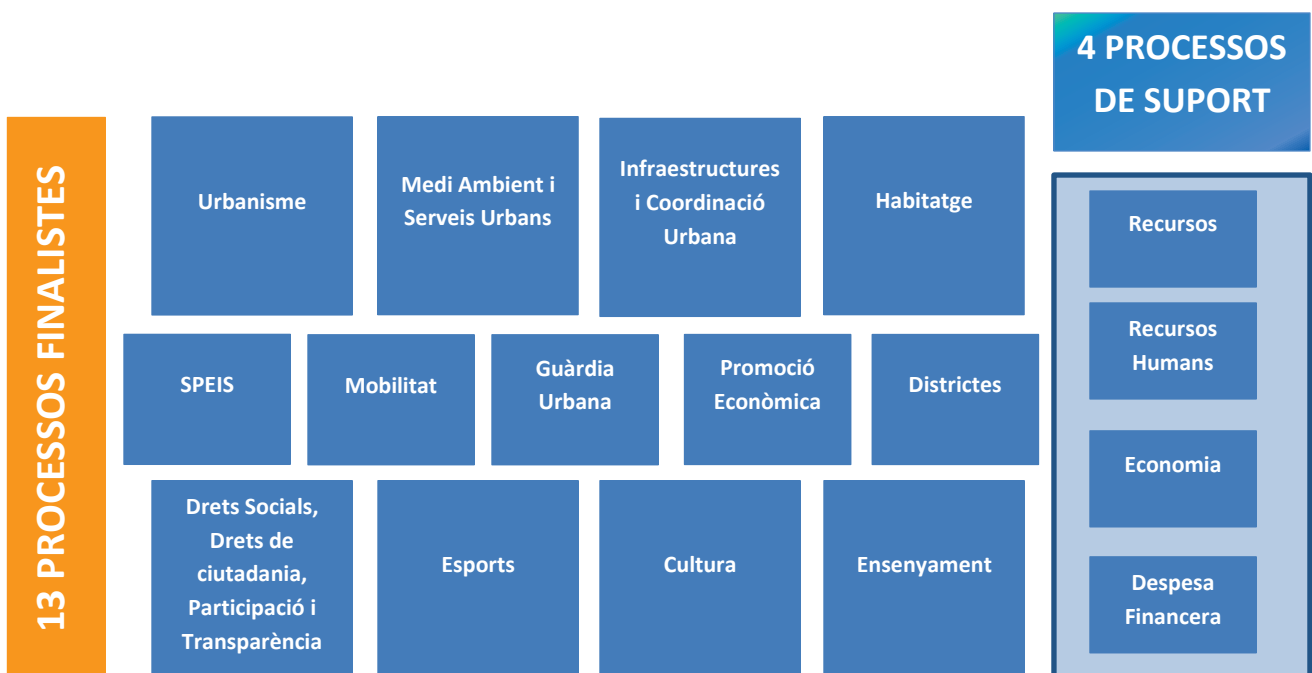 4 PROCESSOS
DE SUPORT
13 PROCESSOS FINALISTES
Urbanisme
Medi Ambient i
Serveis Urbans
Infraestructures
i Coordinació
Urbana
Habitatge
SPEIS
Mobilitat
Guàrdia
Urbana
Promoció
Econòmica
Districtes
Drets Socials,
Drets de
ciutadania,
Participació i
Transparència
Esports
Cultura
Ensenyament
Recursos
Recursos
Humans
Economia
Despesa
Financera